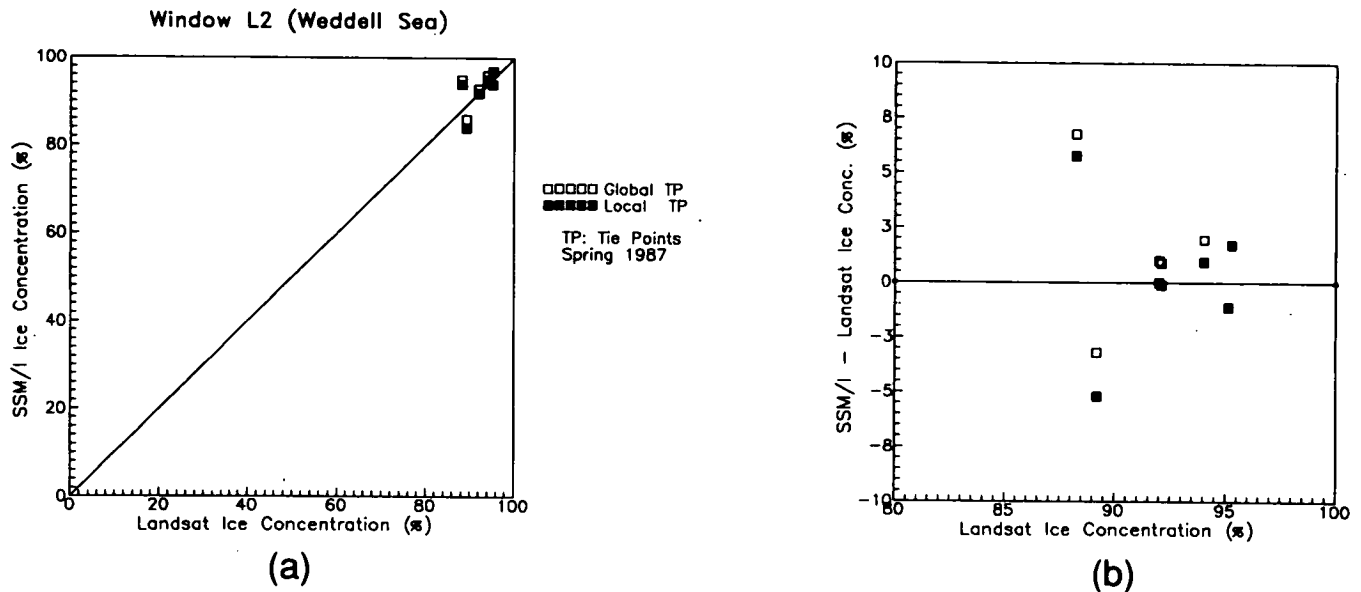 Window L2 (Weddell Sea)
SSM/I Ice Concentration (%)
100
80
60
40
20
0
0 20 40 60 80 100
Landsat Ice Concentration (%)
(a)
Global TP
Local TP
TP: Tie Points
Spring 1987
SSM/I - Landsat Ice Conc. (%)
10
8
5
3
0
-3
-5
-8
-10
80 85 90 95 100
Landsat Ice Concentration (%)
(b)